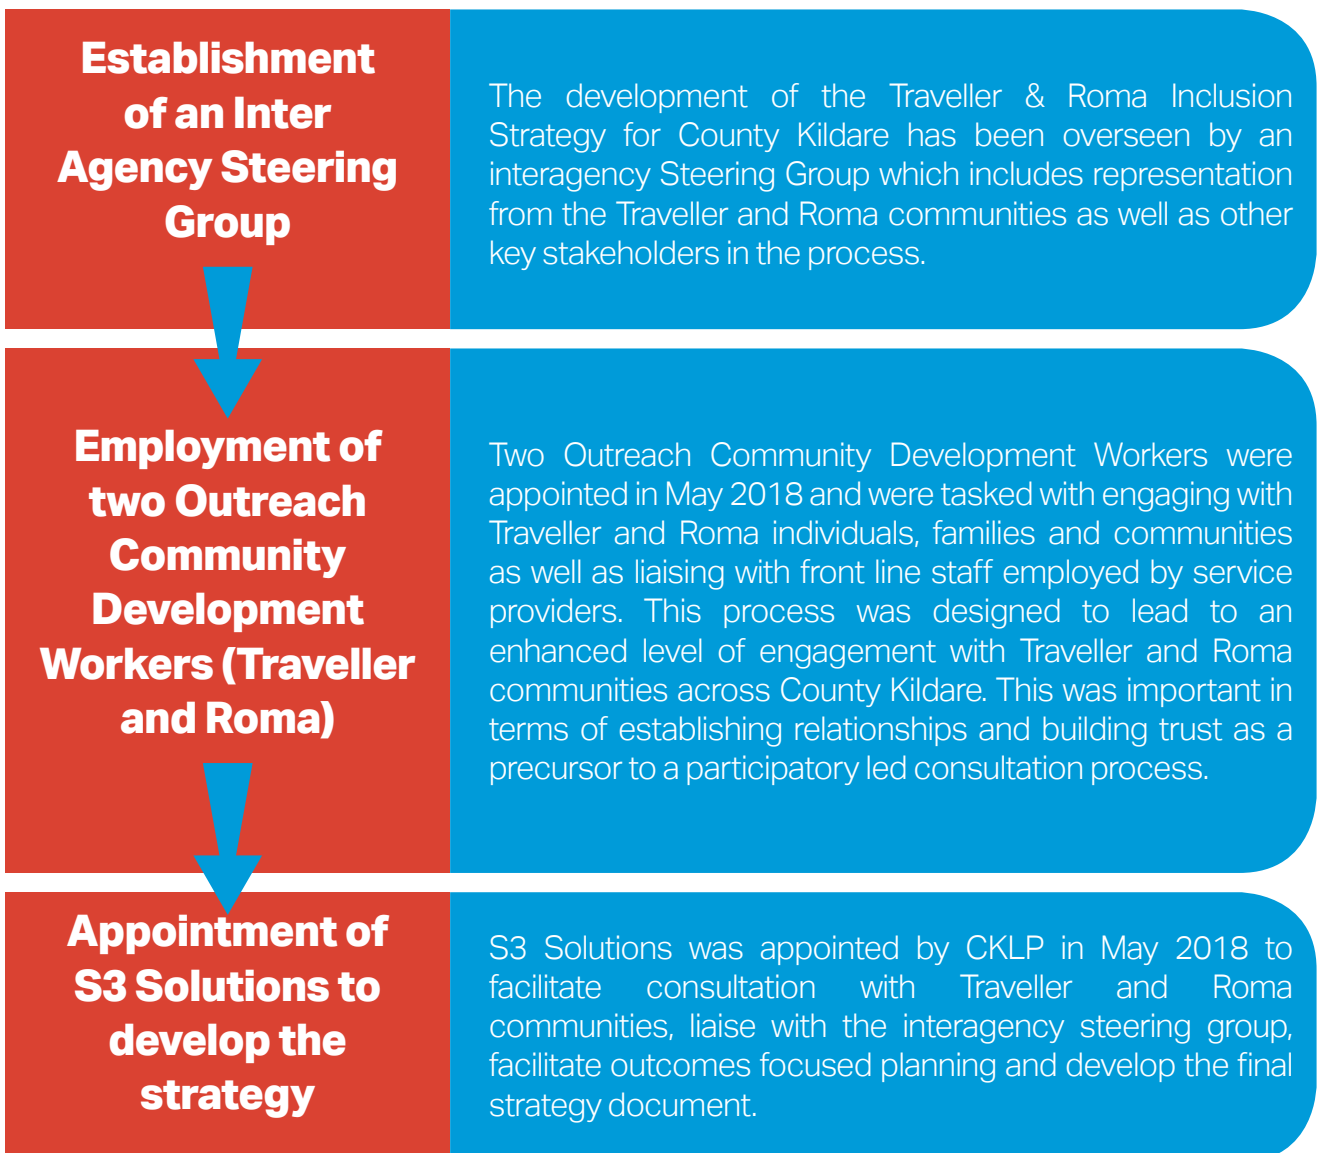 Establishment
of an Inter
Agency Steering
Group
The development of the Traveller & Roma Inclusion
Strategy for County Kildare has been overseen by an
interagency Steering Group which includes representation
from the Traveller and Roma communities as well as other
key stakeholders in the process.
Employment of
two Outreach
Community
Development
Workers (Traveller
and Roma)
Two Outreach Community Development Workers were
appointed in May 2018 and were tasked with engaging with
Traveller and Roma individuals, families and communities
as well as liaising with front line staff employed by service
providers. This process was designed to lead to an
enhanced level of engagement with Traveller and Roma
communities across County Kildare. This was important in
terms of establishing relationships and building trust as a
precursor to a participatory led consultation process.
Appointment of
S3 Solutions to
develop the
strategy
S3 Solutions was appointed by CKLP in May 2018 to
facilitate consultation with Traveller and Roma
communities, liaise with the interagency steering group,
facilitate outcomes focused planning and develop the final
strategy document.